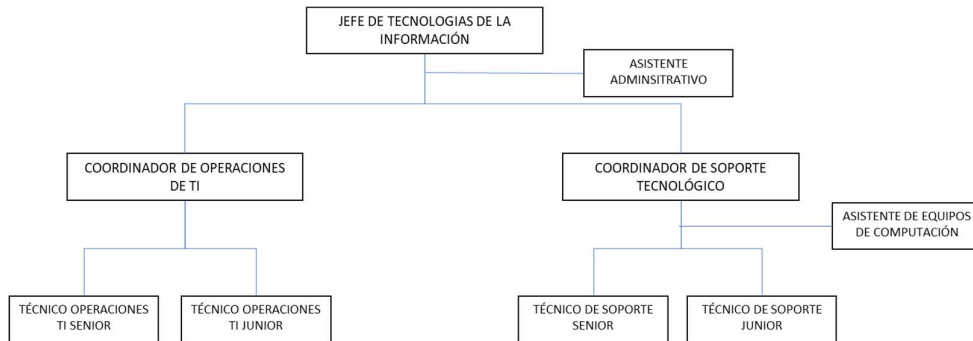 JEFE DE TECNOLOGIAS DE LA
INFORMACIÓN
ASISTENTE
ADMINSITRATIVO
COORDINADOR DE OPERACIONES
DE TI
COORDINADOR DE SOPORTE
TECNOLÓGICO
ASISTENTE DE EQUIPOS
DE COMPUTACIÓN
TÉCNICO OPERACIONES
TI SENIOR
TÉCNICO OPERACIONES
TI JUNIOR
TÉCNICO DE SOPORTE
SENIOR
TÉCNICO DE SOPORTE
JUNIOR